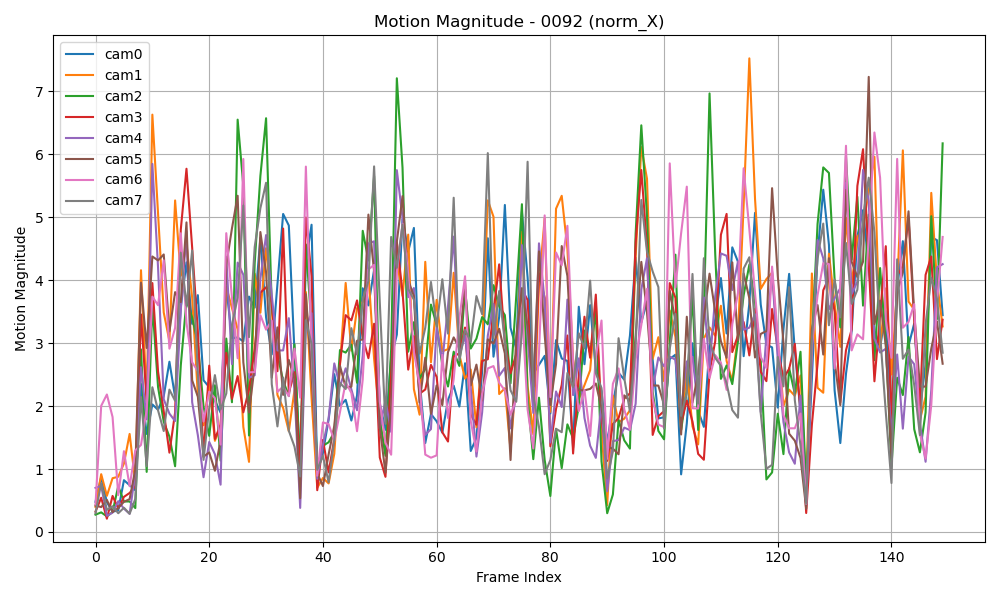 Motion Magnitude - 0092 (norm_X)
cam0
cam1
cam2
cam3
cam4
cam5
cam6
cam7
Motion Magnitude
7
6
5
4
3
2
1
0
0 20 40 60 80 100 120 140
Frame Index